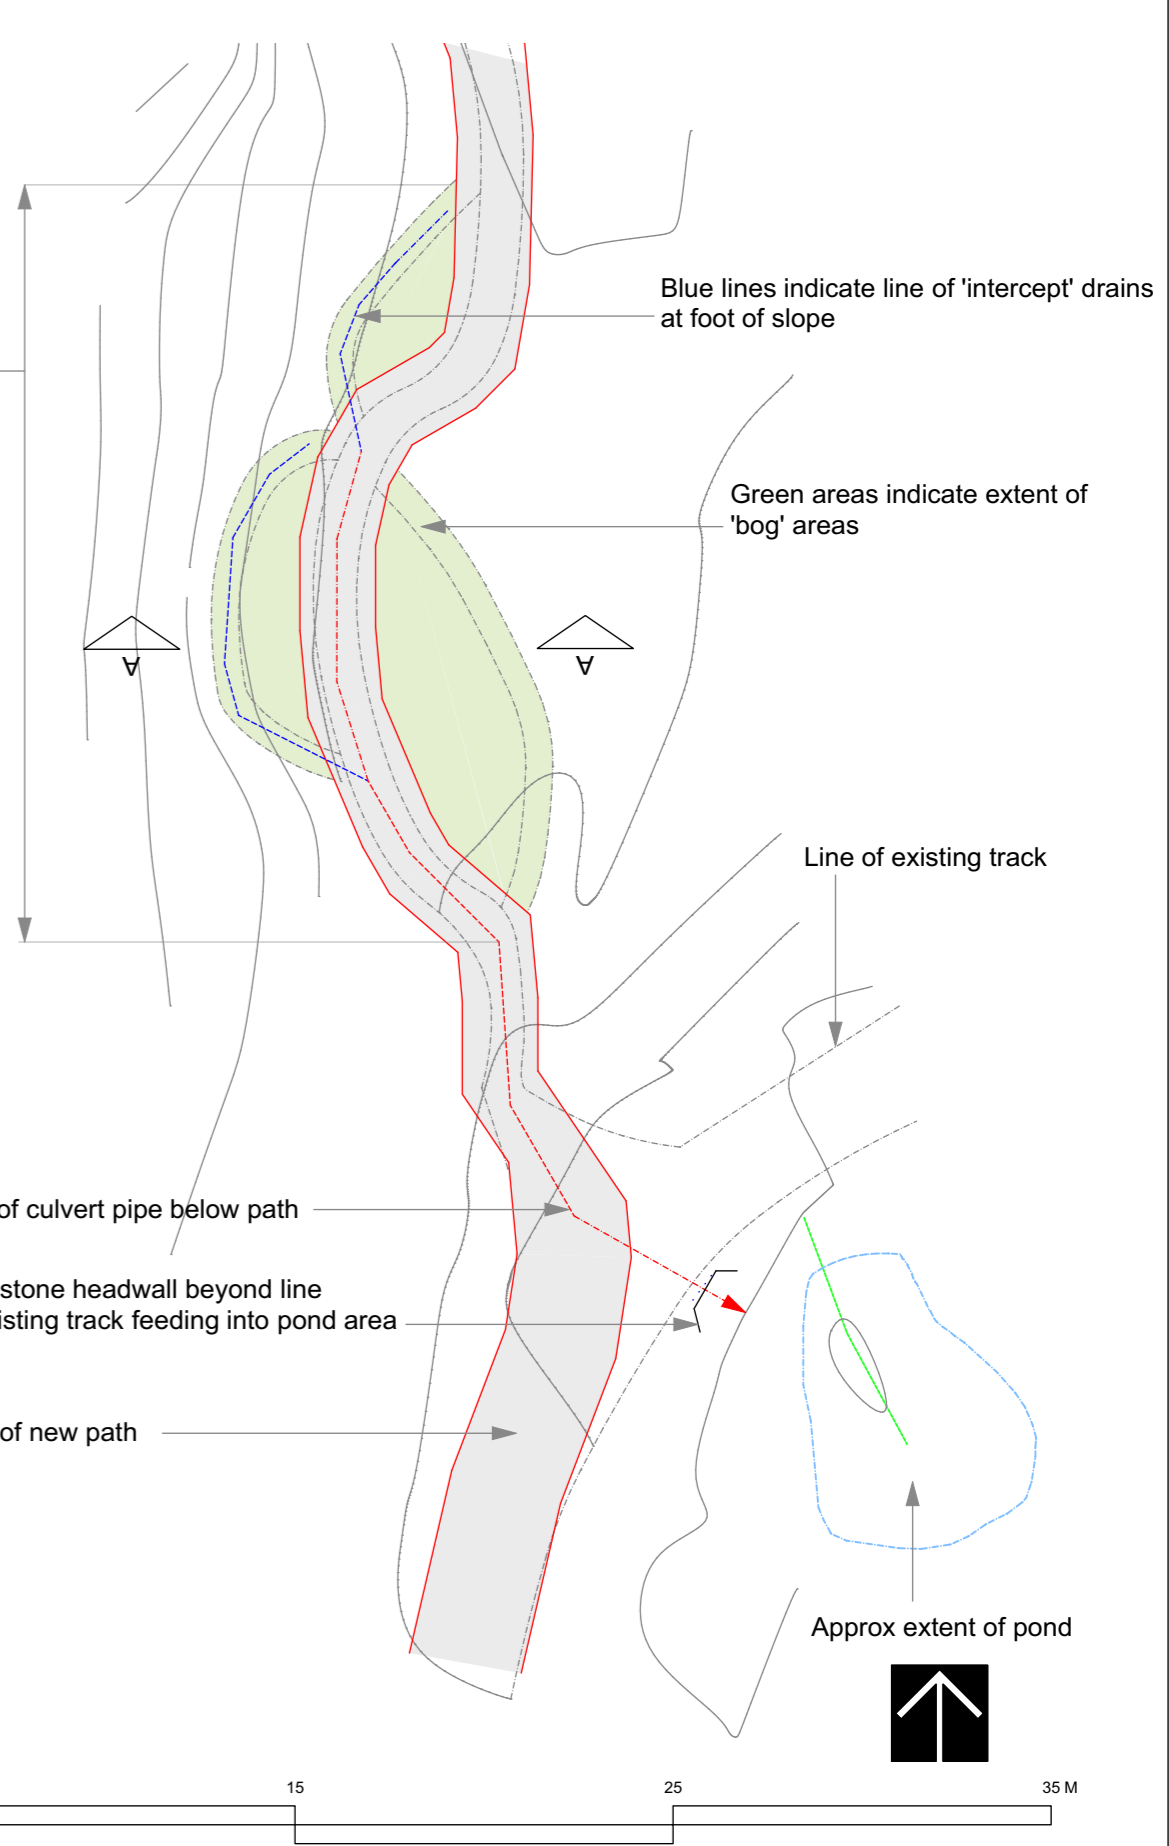 Blue lines indicate line of 'intercept' drains
at foot of slope
Green areas indicate extent of
'bog' areas
A
A
Line of existing track
of culvert pipe below path
stone headwall beyond line
isting track feeding into pond area
of new path
Approx extent of pond
15
25
35 M